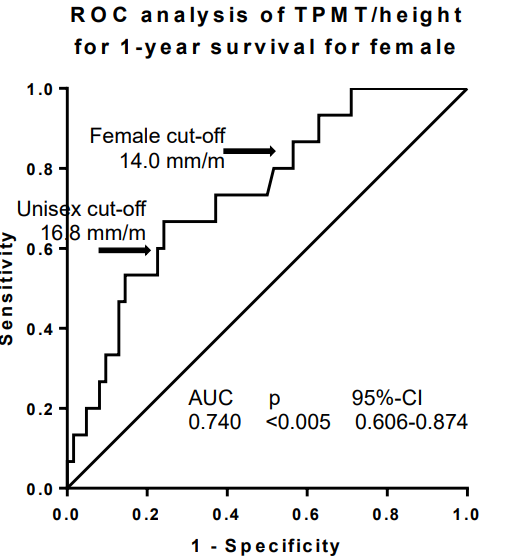 ROC analysis of TPMT/height
for 1-year survival for female
1.0
Female cut-off
14.0 mm/m
0.8
Unisex cut-off
16.8 mm/m
0.6
Sensitivity
0.4
AUC p 95%-CI
0.740 <0.005 0.606-0.874
0.2
0.0
0.0 0.2 0.4 0.6 0.8 1.0
1 - Specificity